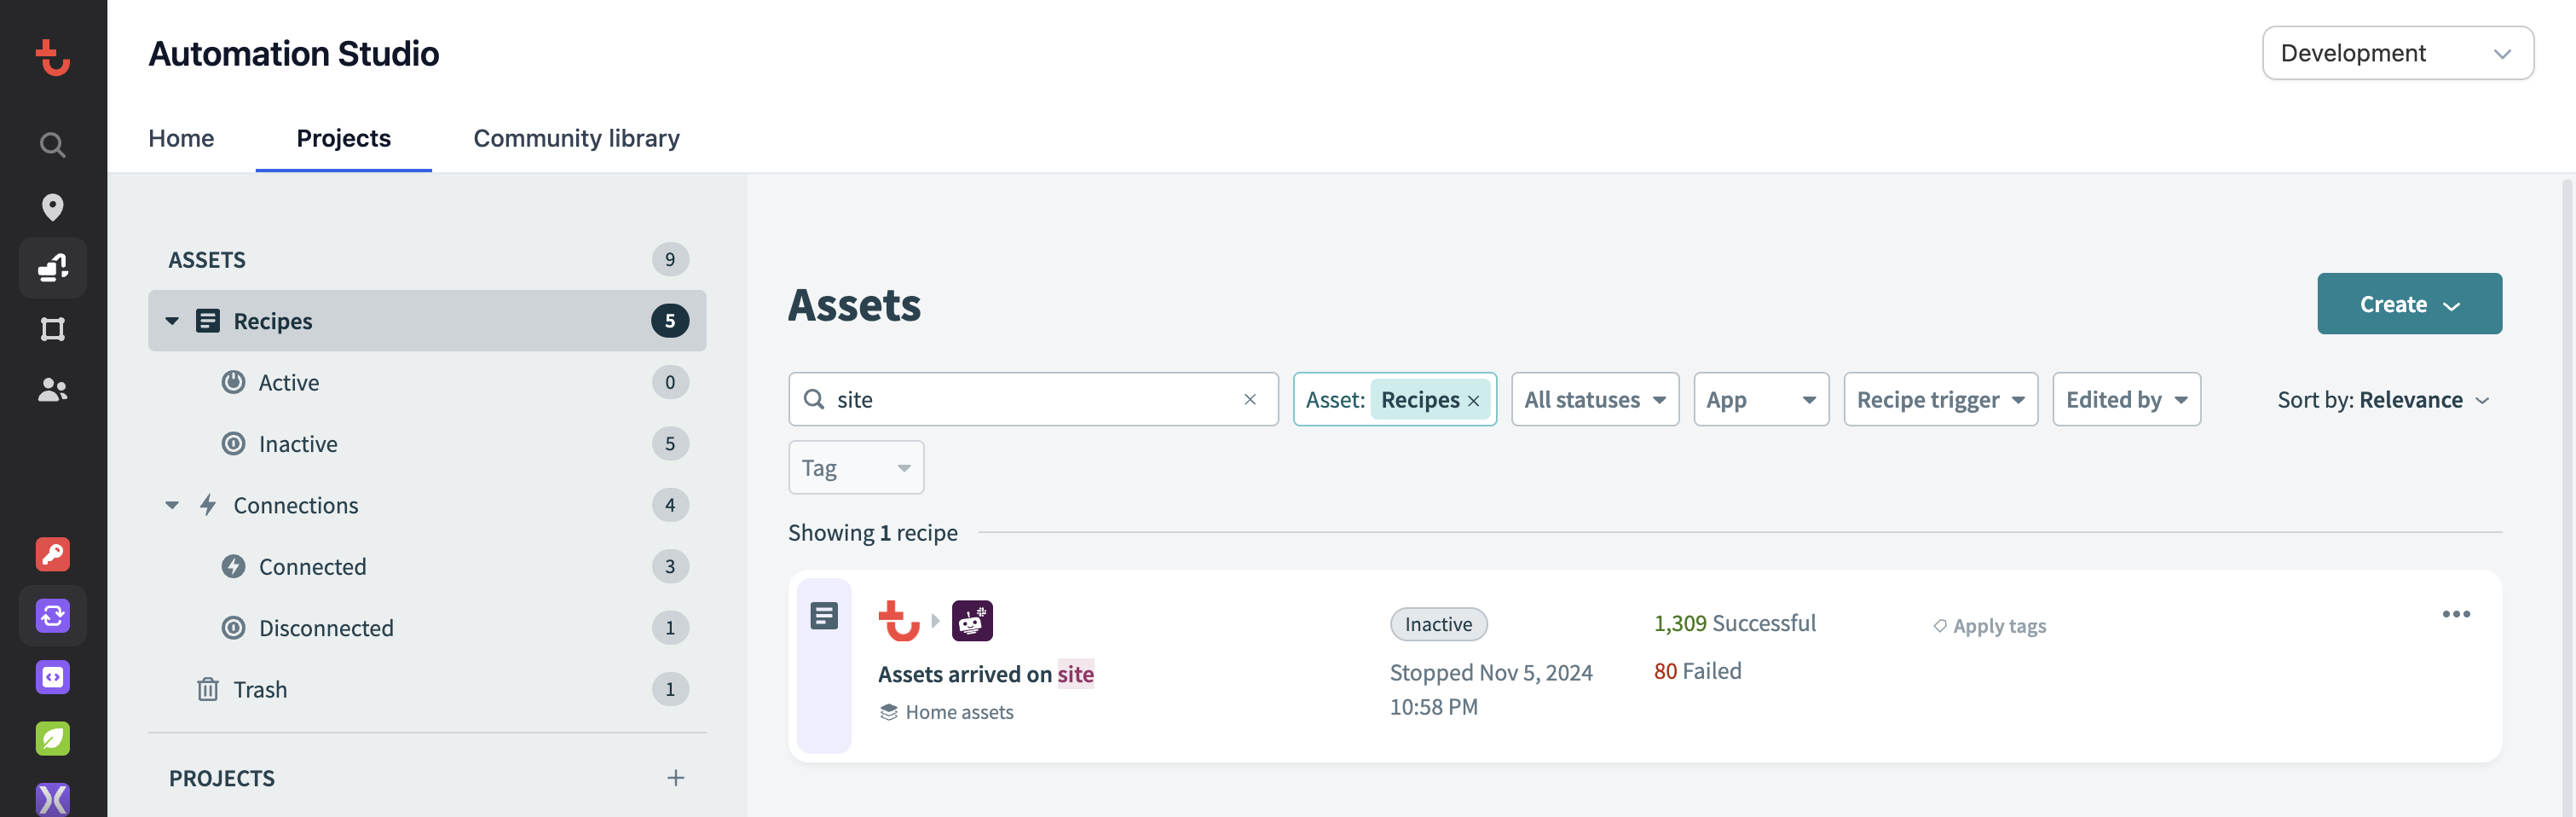 Automation Studio
Development
Home
Projects
Community library
ASSETS
9
Recipes
5
Active
0
Inactive
5
Connections
4
Connected
3
Disconnected
1
Trash
1
PROJECTS
Assets
Create
site
Asset: Recipes
All statuses
App
Recipe trigger
Edited by
Sort by: Relevance
Tag
Showing 1 recipe
Assets arrived on site
Home assets
Inactive
Stopped Nov 5, 2024
10:58 PM
1,309 Successful
80 Failed
Apply tags